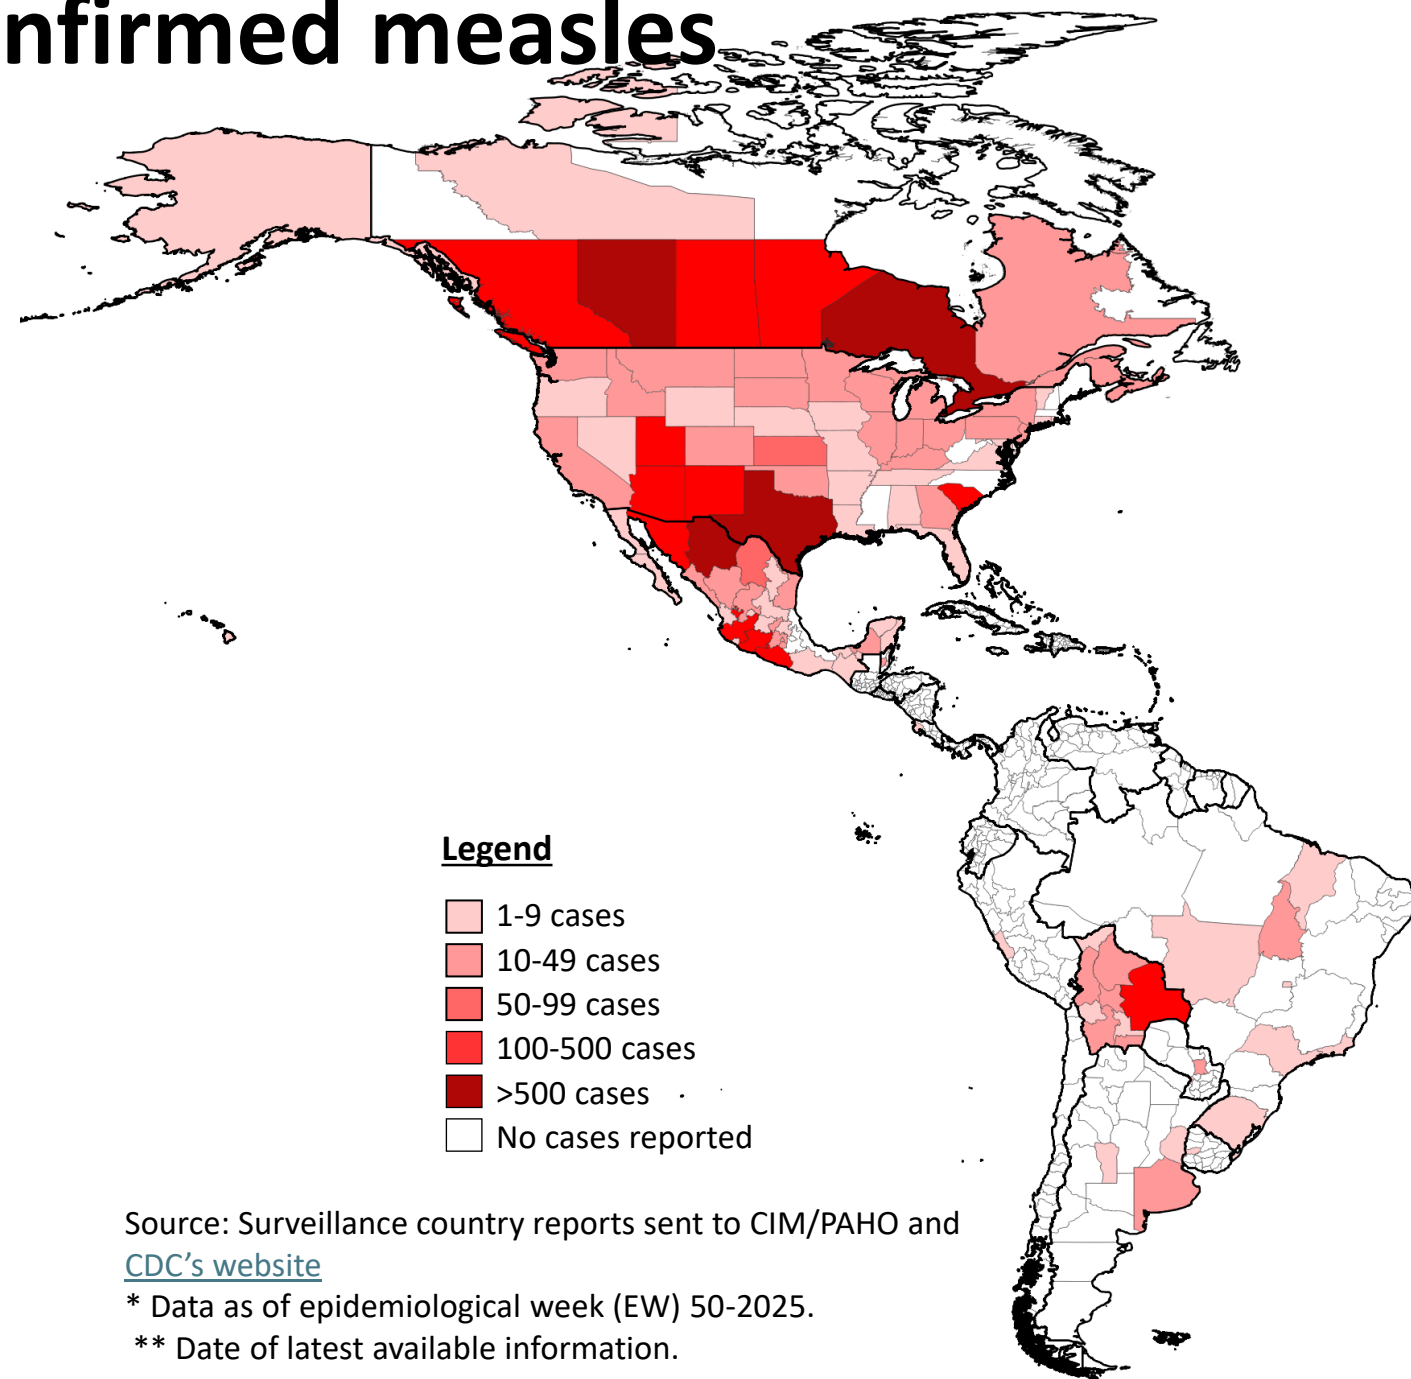 nfirmed measles
Legend
1-9 cases
10-49 cases
50-99 cases
100-500 cases
>500 cases
No cases reported
Source: Surveillance country reports sent to CIM/PAHO and
CDC’s website
* Data as of epidemiological week (EW) 50-2025.
** Date of latest available information.